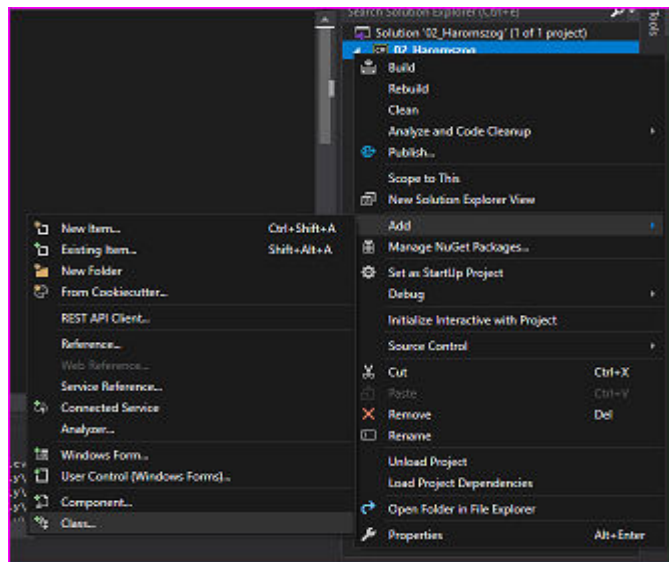 Search Solution Explorer (Ctrl+é)
Tools
Solution '02_Haromszog' (1 of 1 project)
02_Haromszog
Build
Rebuild
Clean
Analyze and Code Cleanup
Publish...
Scope to This
New Solution Explorer View
Add
Manage NuGet Packages...
Set as StartUp Project
Debug
Initialize Interactive with Project
Source Control
Cut Ctrl+X
Paste Ctrl+V
Remove Del
Rename
Unload Project
Load Project Dependencies
Open Folder in File Explorer
Properties Alt+Enter
New Item... Ctrl+Shift+A
Existing Item... Shift+Alt+A
New Folder
From Cookiecutter...
REST API Client...
Reference...
Web Reference...
Service Reference...
Connected Service
Analyzer...
Windows Form...
User Control (Windows Forms)...
Component...
Class...